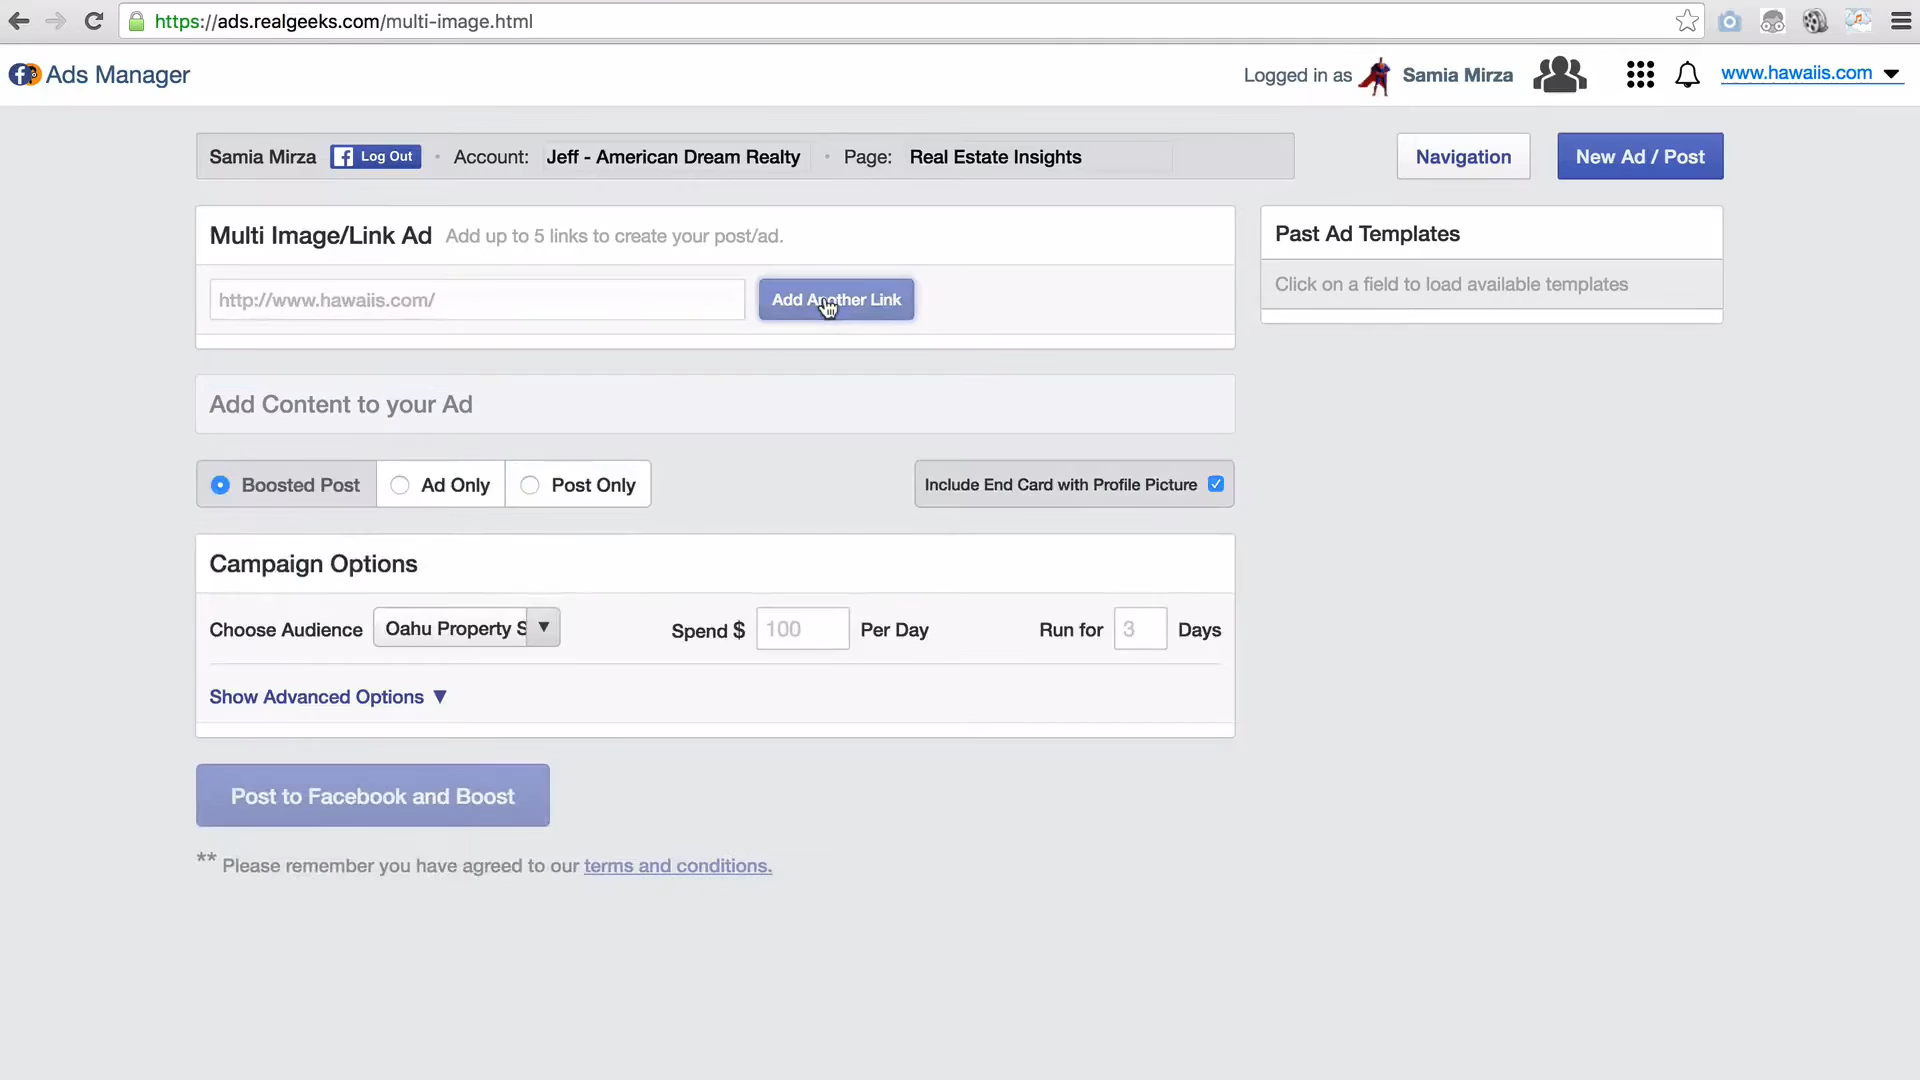 https://ads.realgeeks.com/multi-image.html
Ads Manager
Logged in as Samia Mirza www.hawaiis.com
Samia Mirza Log Out • Account: Jeff - American Dream Realty • Page: Real Estate Insights
Navigation
New Ad / Post
Multi Image/Link Ad Add up to 5 links to create your post/ad.
http://www.hawaiis.com/
Add Another Link
Past Ad Templates
Click on a field to load available templates
Add Content to your Ad
Boosted Post Ad Only Post Only
Include End Card with Profile Picture
Campaign Options
Choose Audience Oahu Property S Spend $ 100 Per Day Run for 3 Days
Show Advanced Options ▼
Post to Facebook and Boost
** Please remember you have agreed to our terms and conditions.